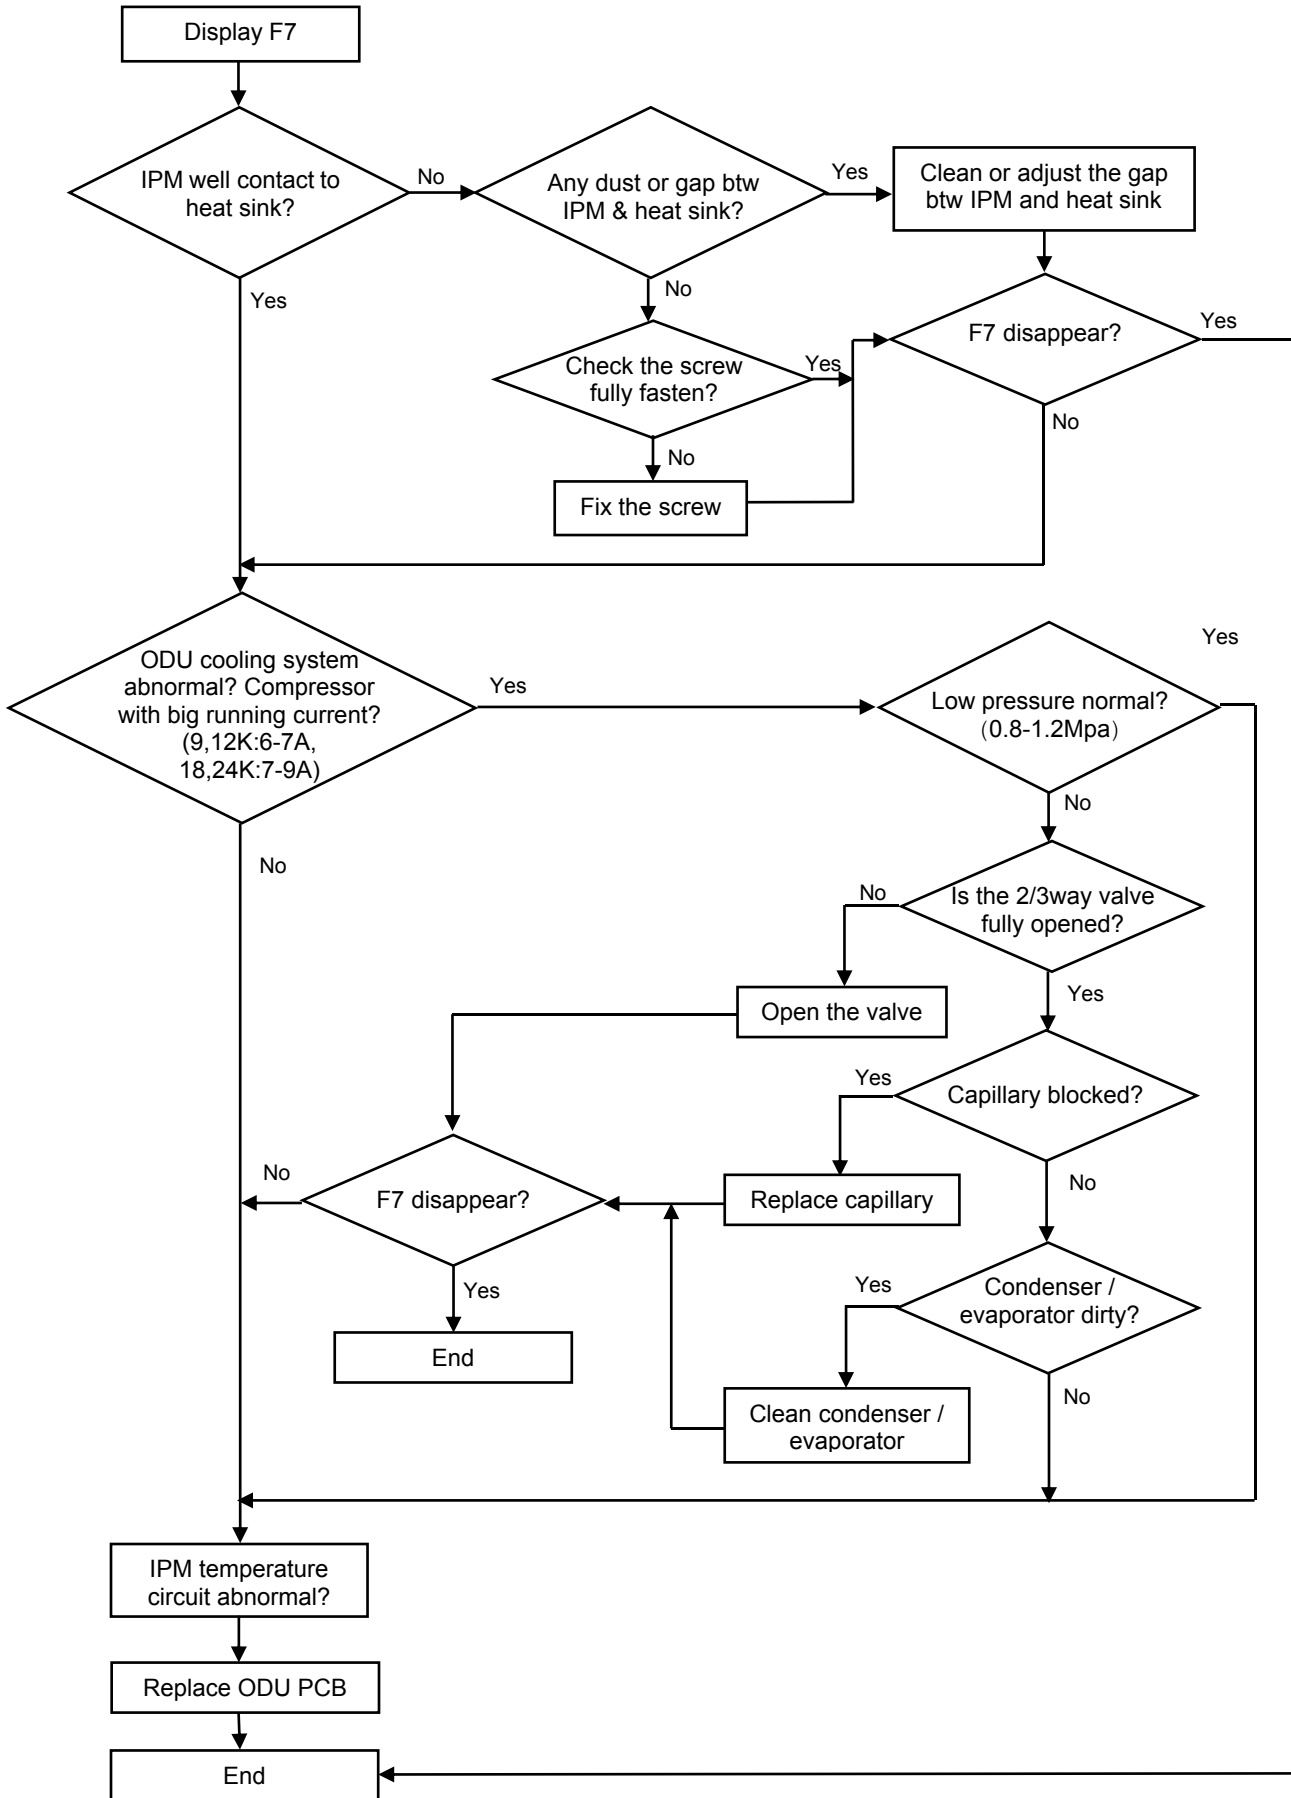 Display F7
IPM well contact to
heat sink?
No
Any dust or gap btw
IPM & heat sink?
Yes
Clean or adjust the gap
btw IPM and heat sink
Yes
No
Check the screw
fully fasten?
Yes
F7 disappear?
Yes
No
No
Fix the screw
ODU cooling system
abnormal? Compressor
with big running current?
(9,12K:6-7A,
18,24K:7-9A)
Yes
Low pressure normal?
(0.8-1.2Mpa)
Yes
No
No
Is the 2/3way valve
fully opened?
No
Open the valve
Yes
Capillary blocked?
Yes
Replace capillary
No
F7 disappear?
No
Yes
End
Condenser /
evaporator dirty?
Yes
Clean condenser /
evaporator
No
IPM temperature
circuit abnormal?
Replace ODU PCB
End